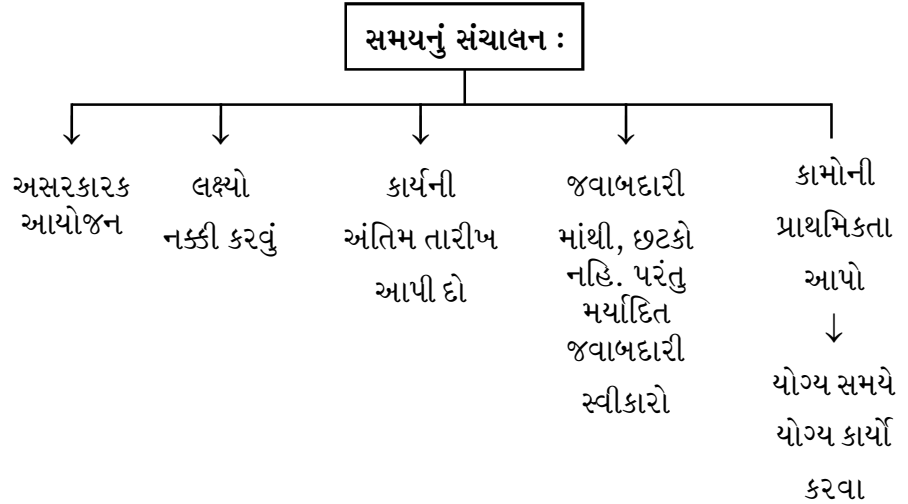 સમયનું સંચાલન :
અસરકારક
આયોજન
લક્ષ્યો
નક્કી કરવું
કાર્યની
અંતિમ તારીખ
આપી દો
જવાબદારી
માંથી, છટકો
નહિ. પરંતુ
મર્યાદિત
જવાબદારી
સ્વીકારો
કામોની
પ્રાથમિકતા
આપો
યોગ્ય સમયે
યોગ્ય કાર્યો
કરવા